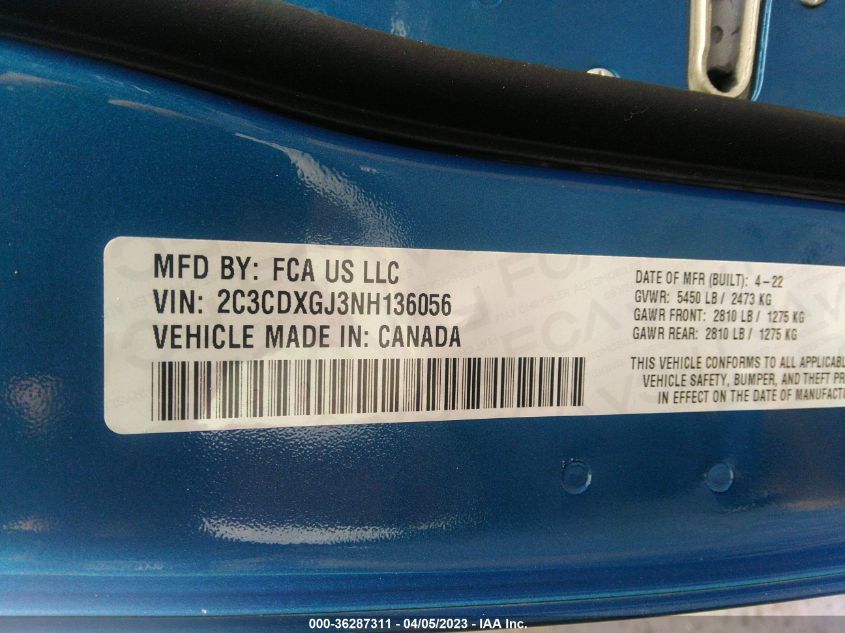 MFD BY: FCA US LLC
VIN: 2C3CDXGJ3NH136056
VEHICLE MADE IN: CANADA
DATE OF MFR (BUILT): 4-22
GVWR: 5450 LB / 2473 KG
GAWR FRONT: 2810 LB / 1275 KG
GAWR REAR: 2810 LB / 1275 KG
THIS VEHICLE CONFORMS TO ALL APPLICABL
VEHICLE SAFETY, BUMPER, AND THEFT PR
IN EFFECT ON THE DATE OF MANUFACTU
000-36287311 - 04/05/2023 - IAA Inc.